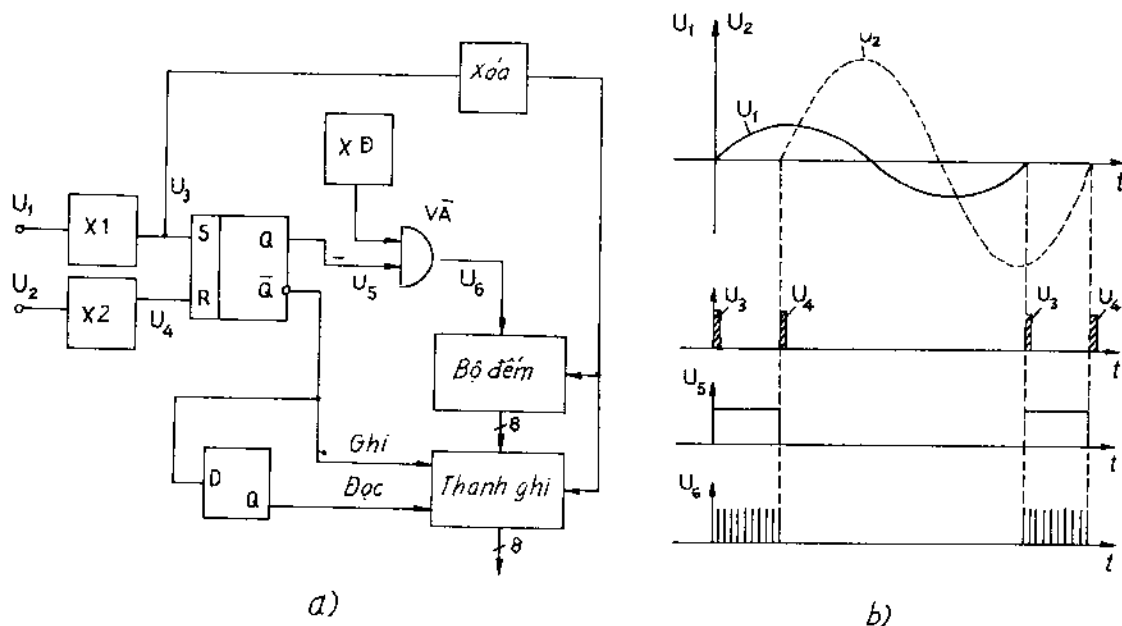 Xóa
XĐ
U₃
U₁
X1
S
Q
VÀ
U₅
U₆
U₂
X2
U₄
R
Q̅
Bộ đếm
8
Ghi
D
Q
Đọc
Thanh ghi
8
a)
U₁
U₂
U₂
U₁
t
U₃
U₄
U₃
U₄
t
U₅
t
U₆
t
b)